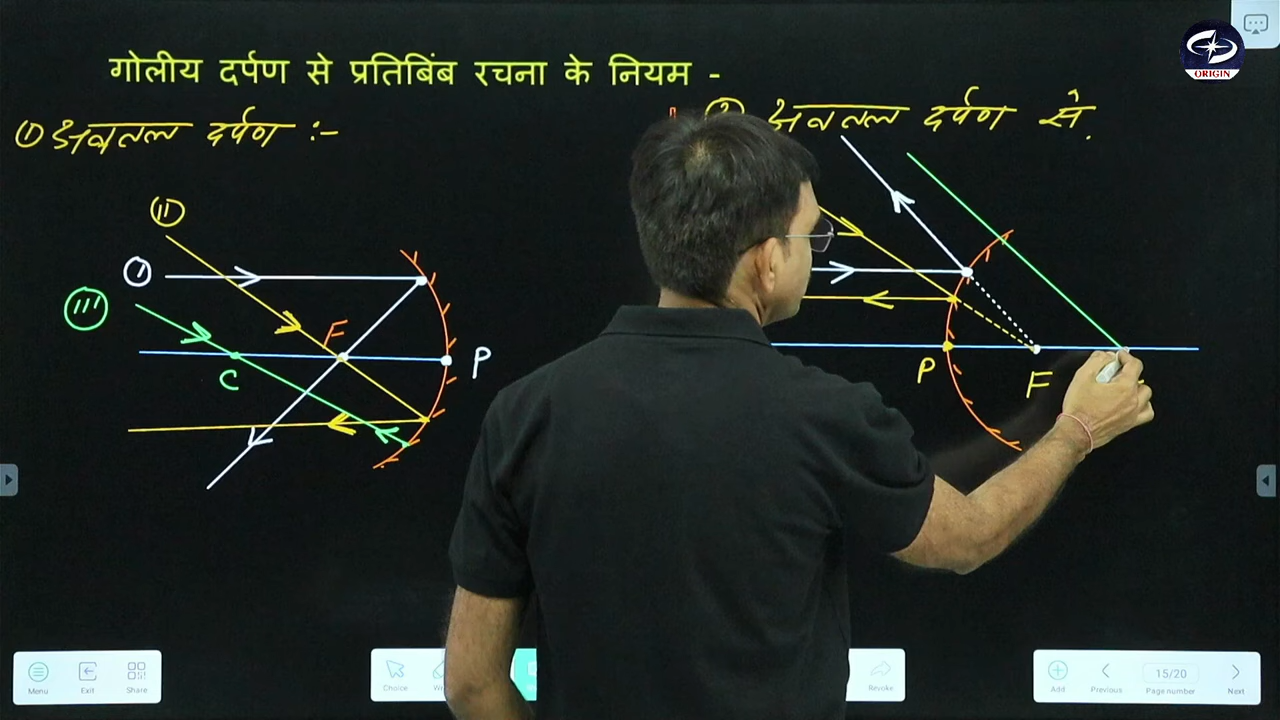 गोलीय दर्पण से प्रतिबिंब रचना के नियम -
① अवतल दर्पण :-
② अवतल दर्पण से
ORIGIN
(ii)
(i)
(iii)
F
P
C
P
F
Menu
Exit
Share
Choice
Revoke
Add
Previous
15/20
Page number
Next